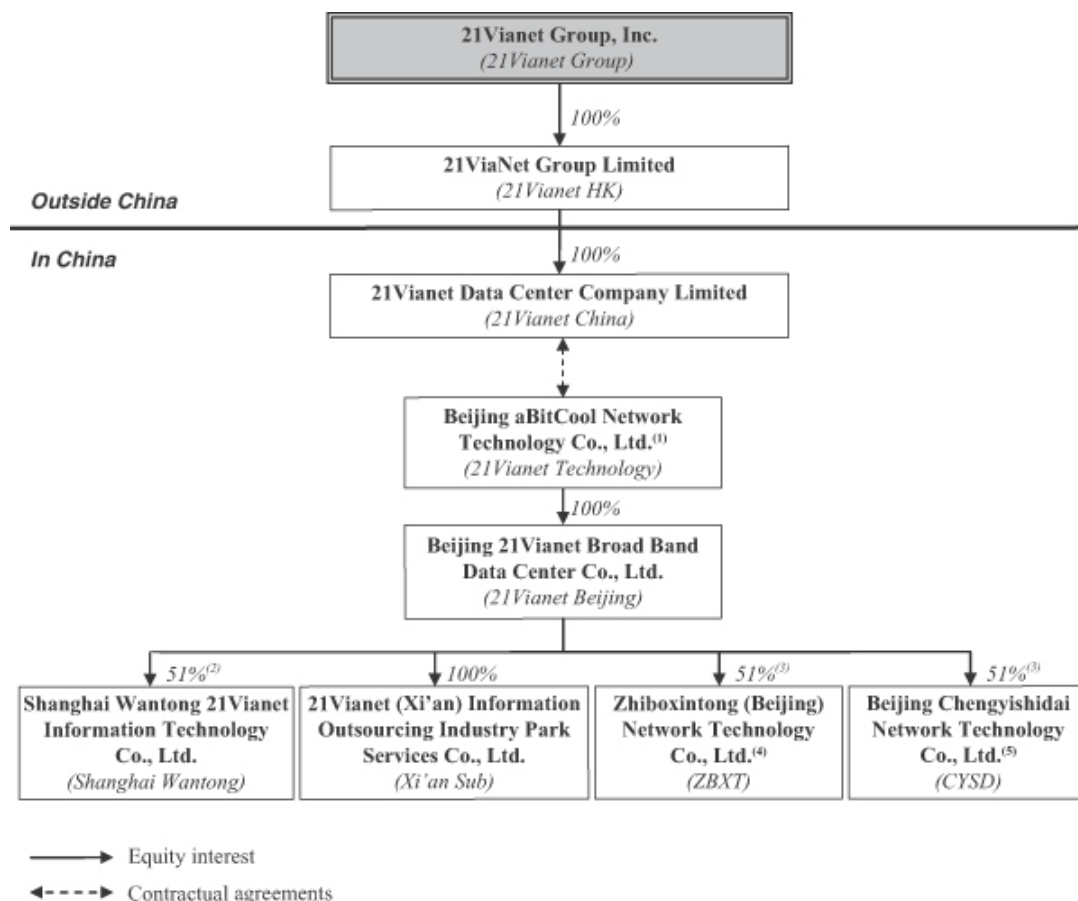 21Vianet Group, Inc.
(21Vianet Group)
100%
21ViaNet Group Limited
(21Vianet HK)
Outside China
In China
100%
21Vianet Data Center Company Limited
(21Vianet China)
Beijing aBitCool Network
Technology Co., Ltd.(1)
(21Vianet Technology)
100%
Beijing 21Vianet Broad Band
Data Center Co., Ltd.
(21Vianet Beijing)
51%(2)
Shanghai Wantong 21Vianet
Information Technology
Co., Ltd.
(Shanghai Wantong)
100%
21Vianet (Xi'an) Information
Outsourcing Industry Park
Services Co., Ltd.
(Xi'an Sub)
51%(3)
Zhiboxintong (Beijing)
Network Technology
Co., Ltd.(4)
(ZBXT)
51%(3)
Beijing Chengyishidai
Network Technology
Co., Ltd.(5)
(CYSD)
Equity interest
Contractual agreements